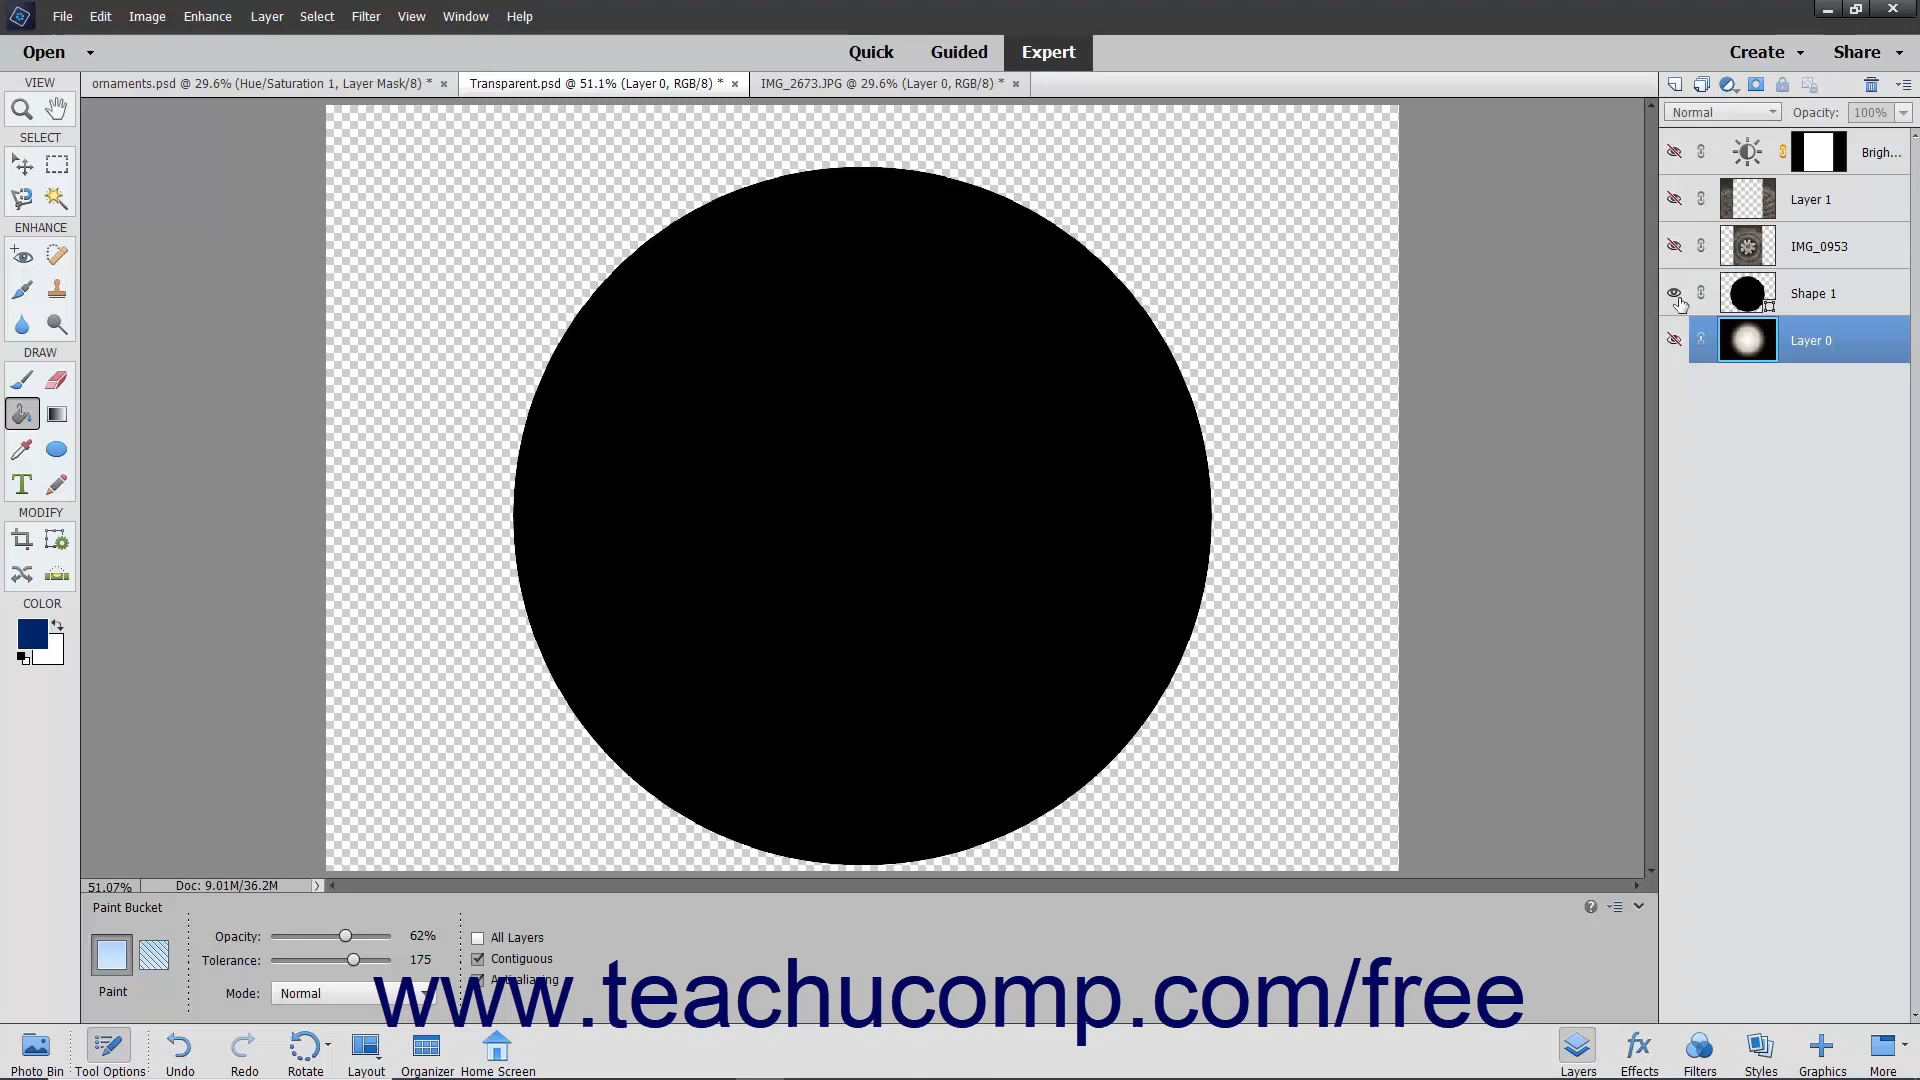 File Edit Image Enhance Layer Select Filter View Window Help
Open Quick Guided Expert Create Share
VIEW
ornaments.psd @ 29.6% (Hue/Saturation 1, Layer Mask/8) *
Transparent.psd @ 51.1% (Layer 0, RGB/8) *
IMG_2673.JPG @ 29.6% (Layer 0, RGB/8) *
Normal Opacity: 100%
SELECT
Brigh...
Layer 1
ENHANCE
IMG_0953
Shape 1
Layer 0
DRAW
T
MODIFY
COLOR
51.07% Doc: 9.01M/36.2M
Paint Bucket
Opacity: 62% All Layers
Tolerance: 175 Contiguous
Antialiasing
Paint Mode: Normal
www.teachucomp.com/free
Photo Bin Tool Options Undo Redo Rotate Layout Organizer Home Screen
fx
Layers Effects Filters Styles Graphics More